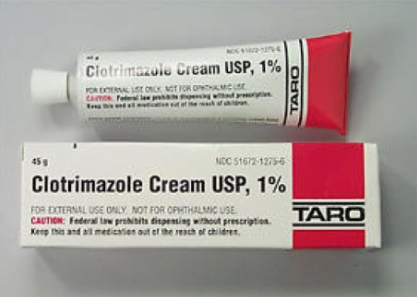 45 g
NDC 51672-1275-6
Clotrimazole Cream USP, 1%
FOR EXTERNAL USE ONLY. NOT FOR OPHTHALMIC USE.
CAUTION: Federal law prohibits dispensing without prescription.
Keep this and all medication out of the reach of children.
TARO
45 g
NDC 51672-1275-6
Clotrimazole Cream USP, 1%
FOR EXTERNAL USE ONLY. NOT FOR OPHTHALMIC USE.
CAUTION: Federal law prohibits dispensing without prescription.
Keep this and all medication out of the reach of children.
TARO